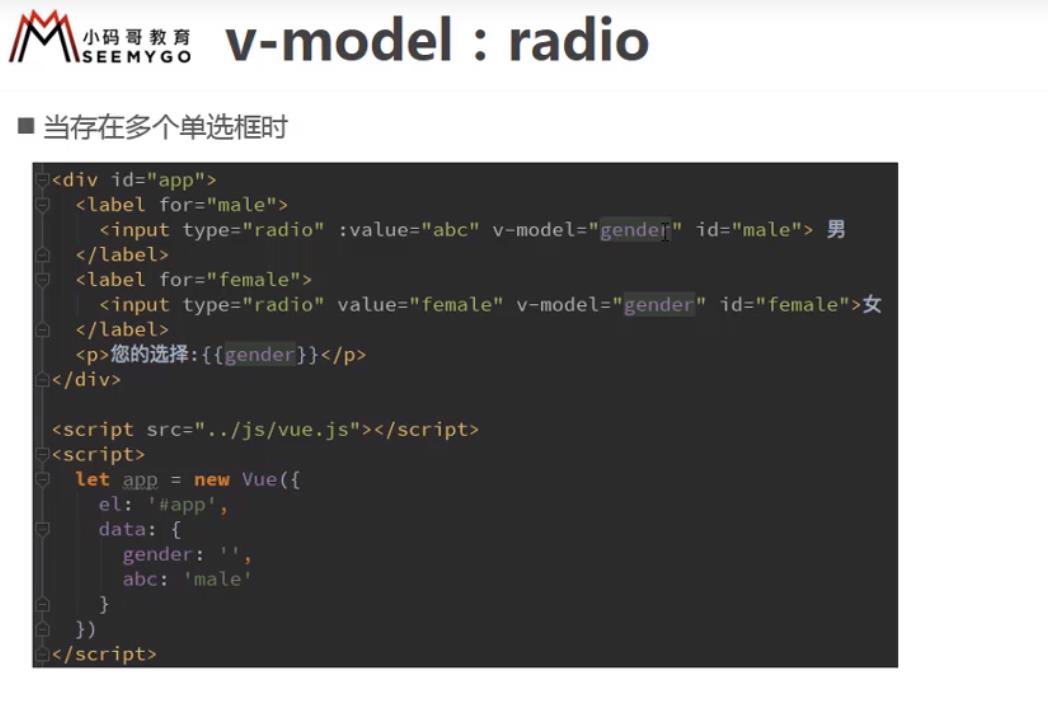 小码哥教育
SEEMYGO
v-model：radio
■ 当存在多个单选框时
<div id="app">
  <label for="male">
    <input type="radio" :value="abc" v-model="gender" id="male"> 男
  </label>
  <label for="female">
    <input type="radio" value="female" v-model="gender" id="female">女
  </label>
  <p>您的选择:{{gender}}</p>
</div>

<script src="../js/vue.js"></script>
<script>
  let app = new Vue({
    el: '#app',
    data: {
      gender: '',
      abc: 'male'
    }
  })
</script>